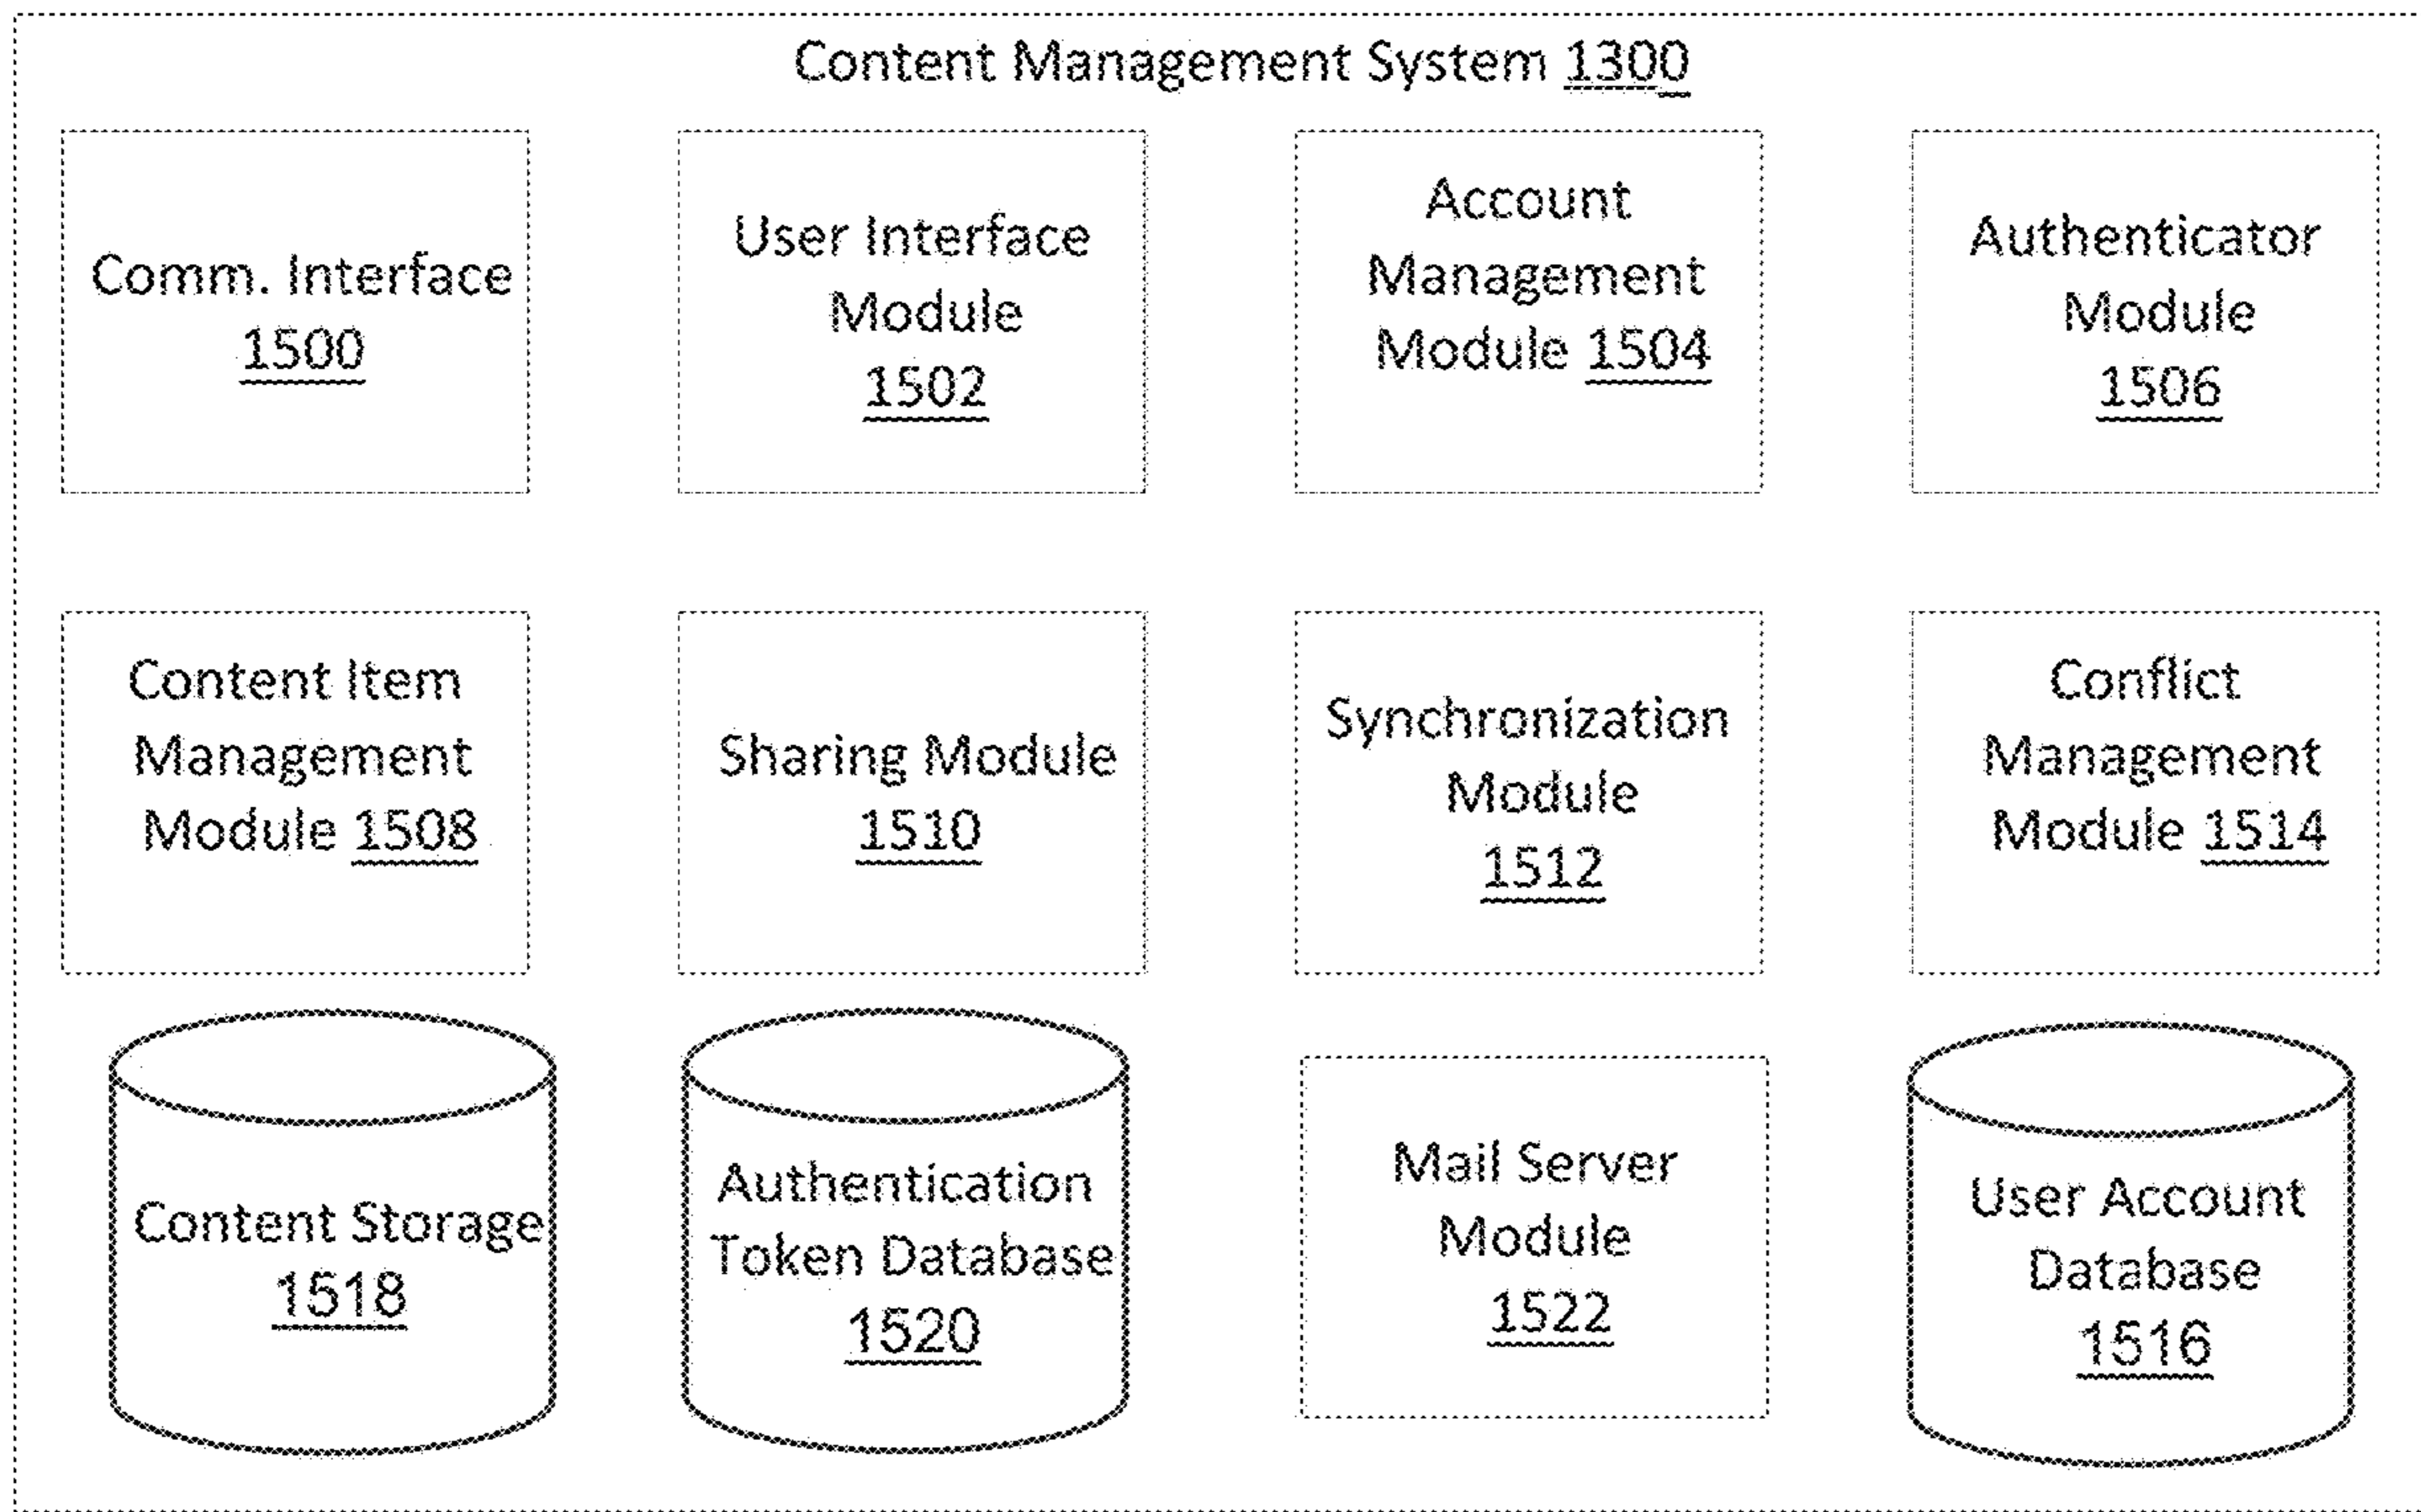 Content Management System 1300
Comm. Interface
1500
User Interface
Module
1502
Account
Management
Module 1504
Authenticator
Module
1506
Content Item
Management
Module 1508
Sharing Module
1510
Synchronization
Module
1512
Conflict
Management
Module 1514
Content Storage
1518
Authentication
Token Database
1520
Mail Server
Module
1522
User Account
Database
1516